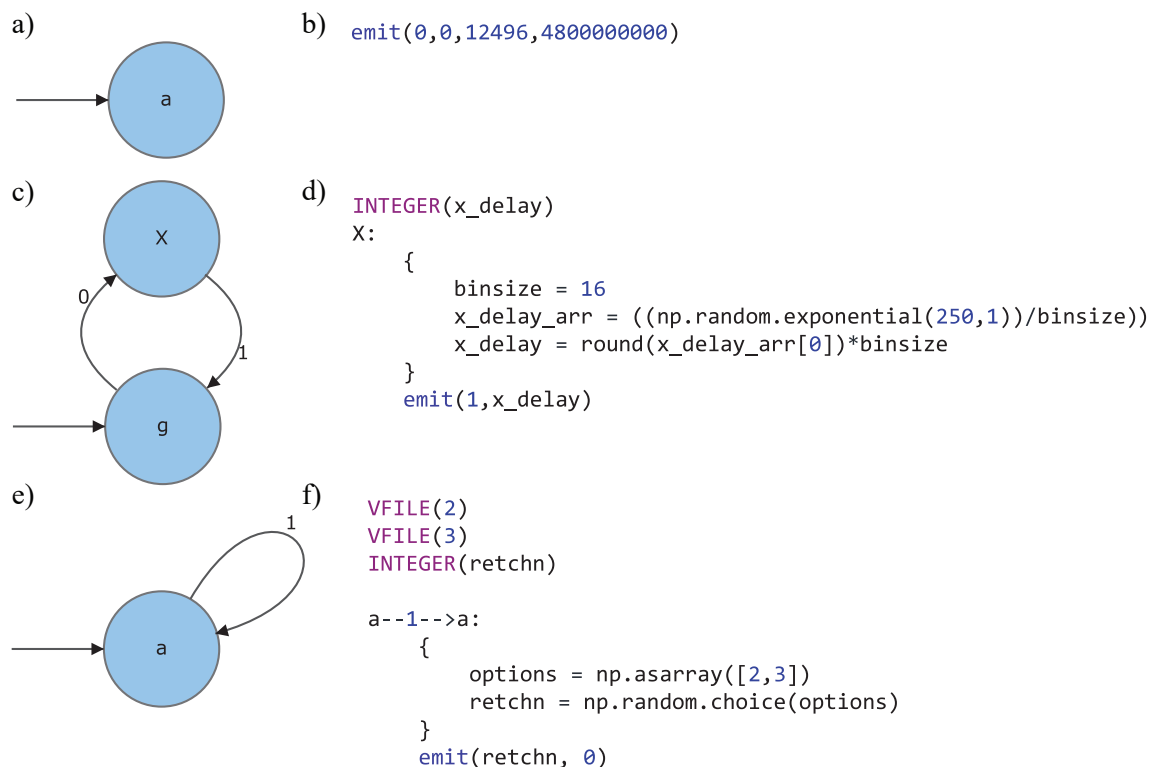 a)
a
b)
emit(0,0,12496,4800000000)
c)
X
0
1
g
d)
INTEGER(x_delay)
X:
{
binsize = 16
x_delay_arr = ((np.random.exponential(250,1))/binsize))
x_delay = round(x_delay_arr[0])*binsize
}
emit(1,x_delay)
e)
1
a
f)
VFILE(2)
VFILE(3)
INTEGER(retchn)
a--1-->a:
{
options = np.asarray([2,3])
retchn = np.random.choice(options)
}
emit(retchn, 0)